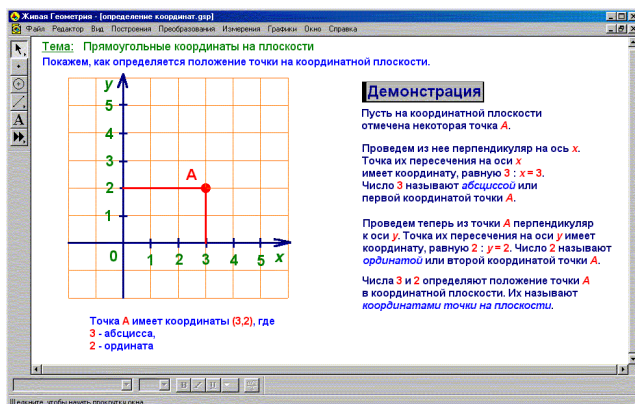 Живая Геометрия - [определение координат.gsp]
Файл Редактор Вид Построения Преобразования Измерения Графики Окно Справка
Тема: Прямоугольные координаты на плоскости
Покажем, как определяется положение точки на координатной плоскости.
y
5
4
3
2
1
A
0 1 2 3 4 5 x
Точка A имеет координаты (3,2), где
3 - абсцисса,
2 - ордината
Демонстрация
Пусть на координатной плоскости
отмечена некоторая точка A.
Проведем из нее перпендикуляр на ось x.
Точка их пересечения на оси x
имеет координату, равную 3 : x = 3.
Число 3 называют абсциссой или
первой координатой точки A.
Проведем теперь из точки A перпендикуляр
к оси y. Точка их пересечения на оси y имеет
координату, равную 2 : y = 2. Число 2 называют
ординатой или второй координатой точки A.
Числа 3 и 2 определяют положение точки A
в координатной плоскости. Их называют
координатами точки на плоскости.
A
Щелкните, чтобы начать прокрутку окна